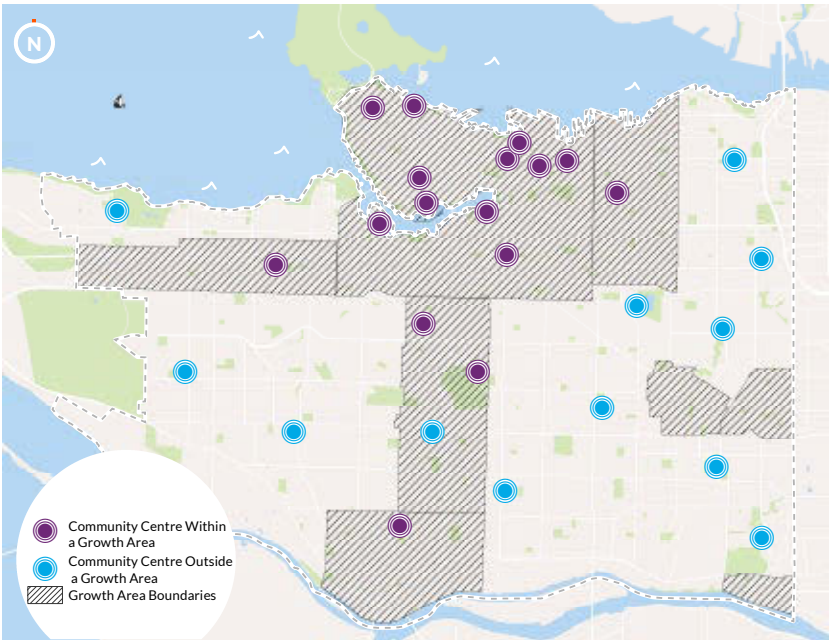 N
Community Centre Within
a Growth Area
Community Centre Outside
a Growth Area
Growth Area Boundaries